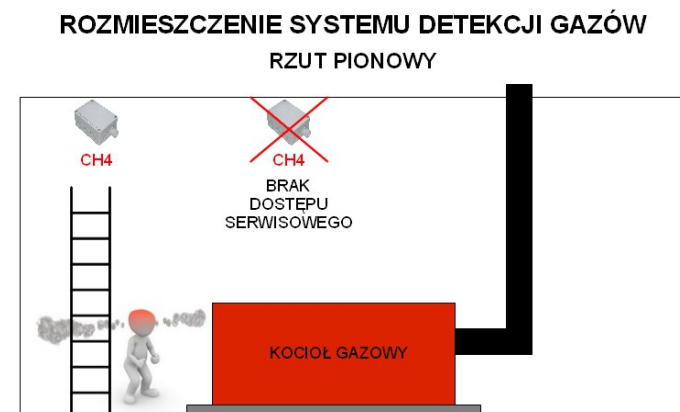 ROZMIESZCZENIE SYSTEMU DETEKCJI GAZÓW
RZUT PIONOWY
CH4
CH4
BRAK
DOSTĘPU
SERWISOWEGO
KOCIOŁ GAZOWY